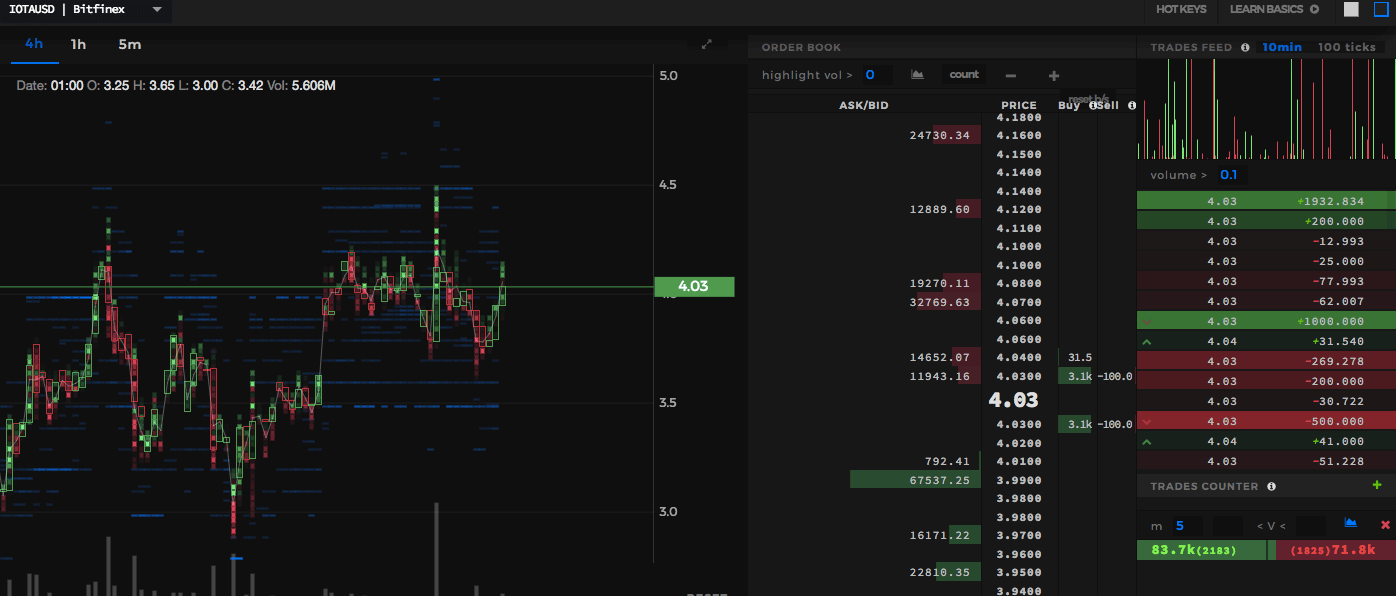 IOTAUSD | Bitfinex
HOT KEYS LEARN BASICS
4h 1h 5m
Date: 01:00 O: 3.25 H: 3.65 L: 3.00 C: 3.42 Vol: 5.606M
5.0
4.5
4.03
3.5
3.0
ORDER BOOK
highlight vol > 0 count − +
reset b/s
ASK/BID PRICE Buy Sell
4.1800
24730.34 4.1600
4.1500
4.1400
4.1400
12889.60 4.1200
4.1100
4.1000
4.1000
19270.11 4.0800
32769.63 4.0700
4.0600
4.0600
14652.07 4.0400 31.5
11943.16 4.0300 3.1k -100.0
4.03
4.0300 3.1k -100.0
4.0200
792.41 4.0100
67537.25 3.9900
3.9800
3.9800
16171.22 3.9700
3.9600
22810.35 3.9500
3.9400
TRADES FEED 10min 100 ticks
volume > 0.1
4.03 +1932.834
4.03 +200.000
4.03 -12.993
4.03 -25.000
4.03 -77.993
4.03 -62.007
4.03 +1000.000
4.04 +31.540
4.03 -269.278
4.03 -200.000
4.03 -30.722
4.03 -500.000
4.04 +41.000
4.03 -51.228
TRADES COUNTER +
m 5 < V <
83.7k(2183) (1825)71.8k